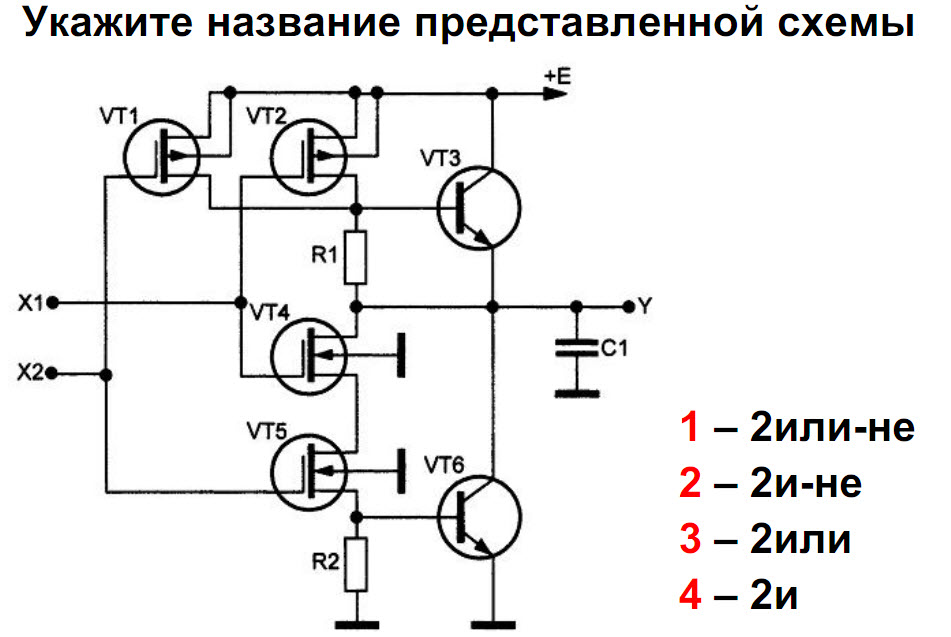 Укажите название представленной схемы
+E
VT1
VT2
VT3
R1
X1
VT4
Y
C1
X2
VT5
VT6
R2
1 – 2или-не
2 – 2и-не
3 – 2или
4 – 2и